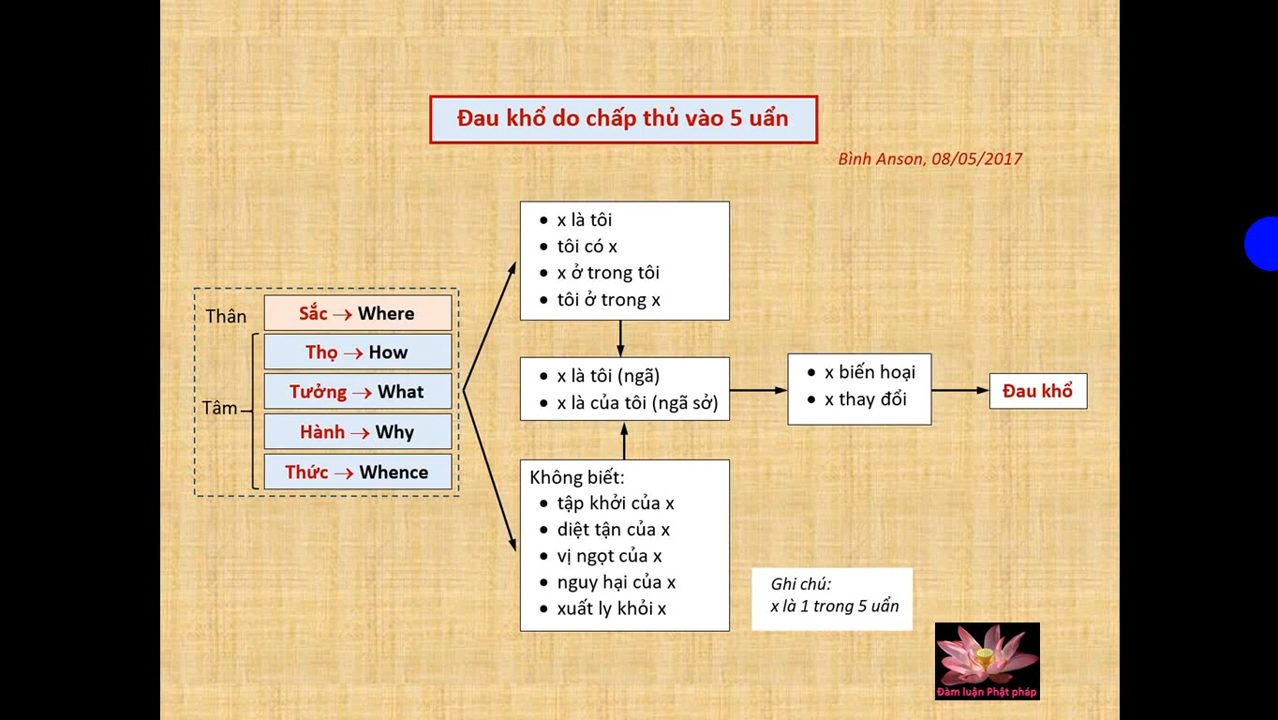 Đau khổ do chấp thủ vào 5 uẩn
Bình Anson, 08/05/2017
Thân
Sắc → Where
Thọ → How
Tưởng → What
Tâm
Hành → Why
Thức → Whence
• x là tôi
• tôi có x
• x ở trong tôi
• tôi ở trong x
• x là tôi (ngã)
• x là của tôi (ngã sở)
• x biến hoại
• x thay đổi
Đau khổ
Không biết:
• tập khởi của x
• diệt tận của x
• vị ngọt của x
• nguy hại của x
• xuất ly khỏi x
Ghi chú:
x là 1 trong 5 uẩn
Đàm luận Phật pháp